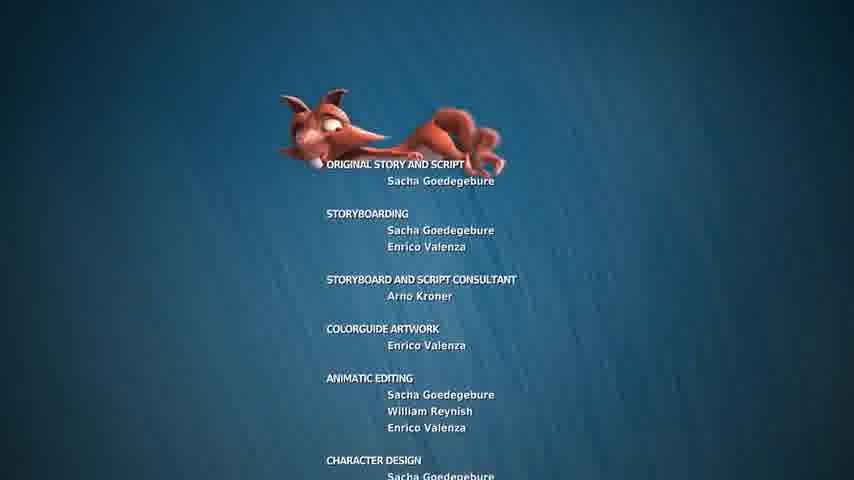 ORIGINAL STORY AND SCRIPT
Sacha Goedegebure
STORYBOARDING
Sacha Goedegebure
Enrico Valenza
STORYBOARD AND SCRIPT CONSULTANT
Arno Kroner
COLORGUIDE ARTWORK
Enrico Valenza
ANIMATIC EDITING
Sacha Goedegebure
William Reynish
Enrico Valenza
CHARACTER DESIGN
Sacha Goedegebure